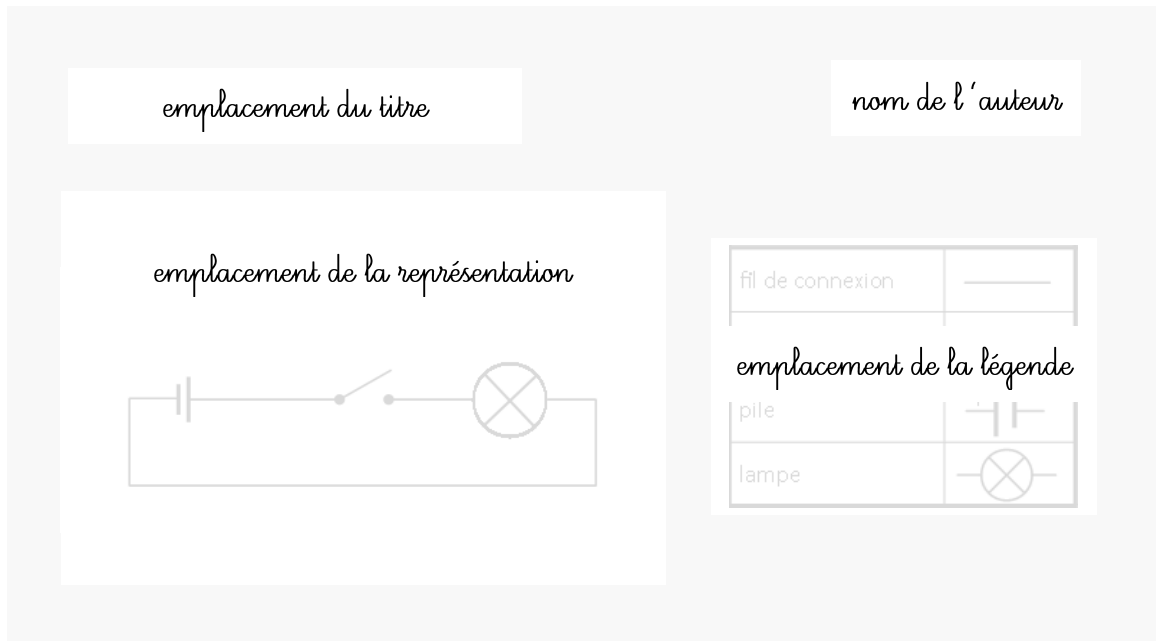 emplacement du titre
nom de l'auteur
emplacement de la représentation
fil de connexion
emplacement de la légende
pile
lampe